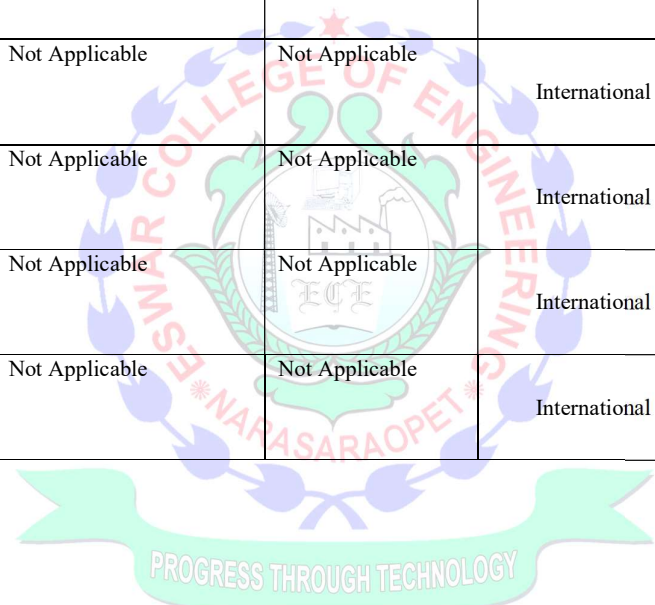 Not Applicable Not Applicable International
Not Applicable Not Applicable International
Not Applicable Not Applicable International
Not Applicable Not Applicable International
ESWAR COLLEGE OF ENGINEERING
ECE
* NARASARAOPET *
PROGRESS THROUGH TECHNOLOGY